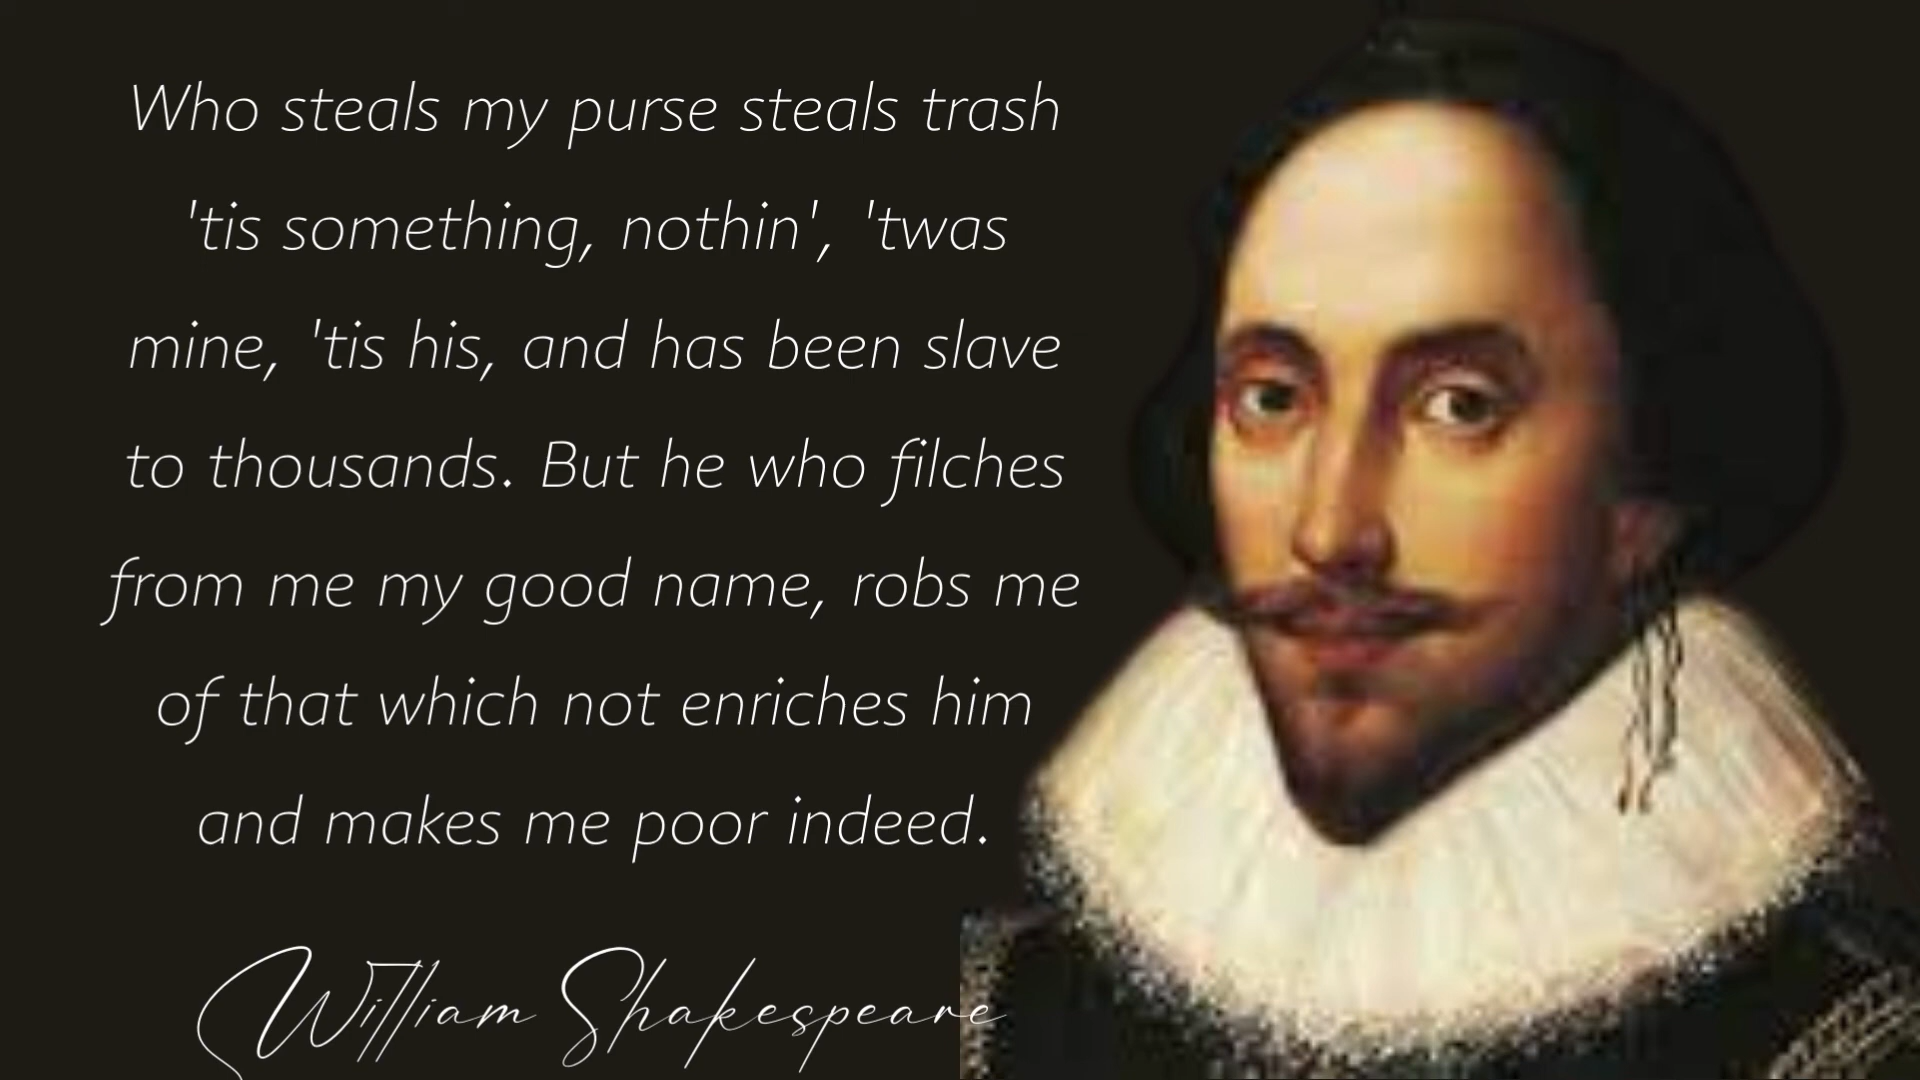 Who steals my purse steals trash
'tis something, nothin', 'twas
mine, 'tis his, and has been slave
to thousands. But he who filches
from me my good name, robs me
of that which not enriches him
and makes me poor indeed.
William Shakespeare